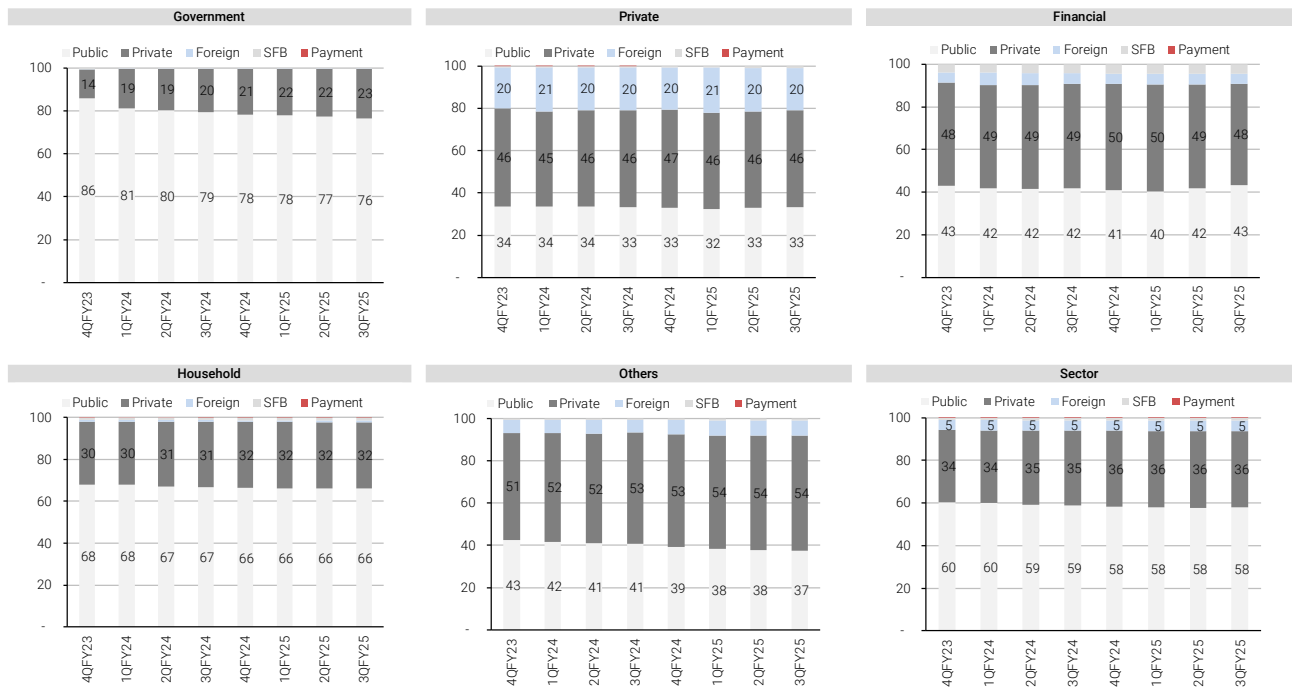 Government
Public Private Foreign SFB Payment
100
80
60
40
20
-
14 19 19 20 21 22 22 23
86 81 80 79 78 78 77 76
4QFY23 1QFY24 2QFY24 3QFY24 4QFY24 1QFY25 2QFY25 3QFY25
Private
Public Private Foreign SFB Payment
100
80
60
40
20
-
20 21 20 20 20 21 20 20
46 45 46 46 47 46 46 46
34 34 34 33 33 32 33 33
4QFY23 1QFY24 2QFY24 3QFY24 4QFY24 1QFY25 2QFY25 3QFY25
Financial
Public Private Foreign SFB Payment
100
80
60
40
20
-
48 49 49 49 50 50 49 48
43 42 42 42 41 40 42 43
4QFY23 1QFY24 2QFY24 3QFY24 4QFY24 1QFY25 2QFY25 3QFY25
Household
Public Private Foreign SFB Payment
100
80
60
40
20
-
30 30 31 31 32 32 32 32
68 68 67 67 66 66 66 66
4QFY23 1QFY24 2QFY24 3QFY24 4QFY24 1QFY25 2QFY25 3QFY25
Others
Public Private Foreign SFB Payment
100
80
60
40
20
-
51 52 52 53 53 54 54 54
43 42 41 41 39 38 38 37
4QFY23 1QFY24 2QFY24 3QFY24 4QFY24 1QFY25 2QFY25 3QFY25
Sector
Public Private Foreign SFB Payment
100
80
60
40
20
-
5 5 5 5 5 5 5 5
34 34 35 35 36 36 36 36
60 60 59 59 58 58 58 58
4QFY23 1QFY24 2QFY24 3QFY24 4QFY24 1QFY25 2QFY25 3QFY25